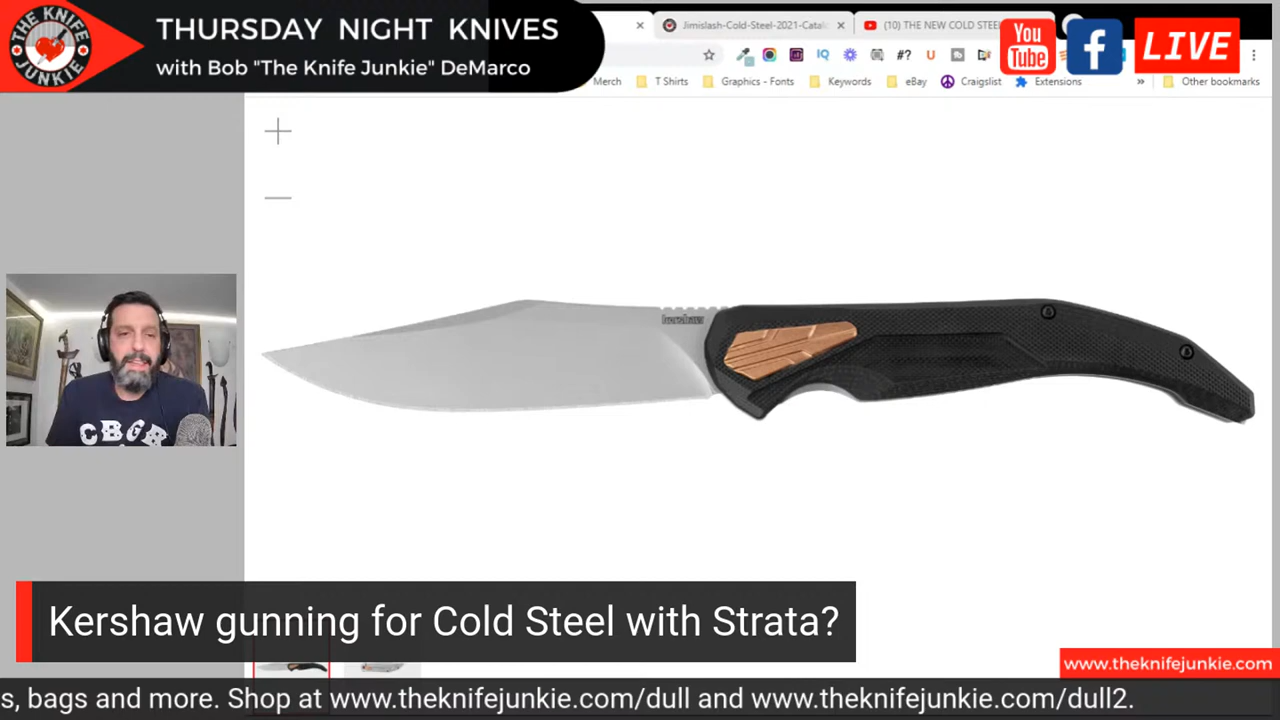 THE KNIFE
JUNKIE
THURSDAY NIGHT KNIVES
with Bob "The Knife Junkie" DeMarco
Jimislash-Cold-Steel-2021-Catal
(10) THE NEW COLD STEEL
You
Tube
LIVE
Merch
T Shirts
Graphics - Fonts
Keywords
eBay
Craigslist
Extensions
»
Other bookmarks
IQ
U
#?
kershaw
CBGB
Kershaw gunning for Cold Steel with Strata?
www.theknifejunkie.com
s, bags and more. Shop at www.theknifejunkie.com/dull and www.theknifejunkie.com/dull2.